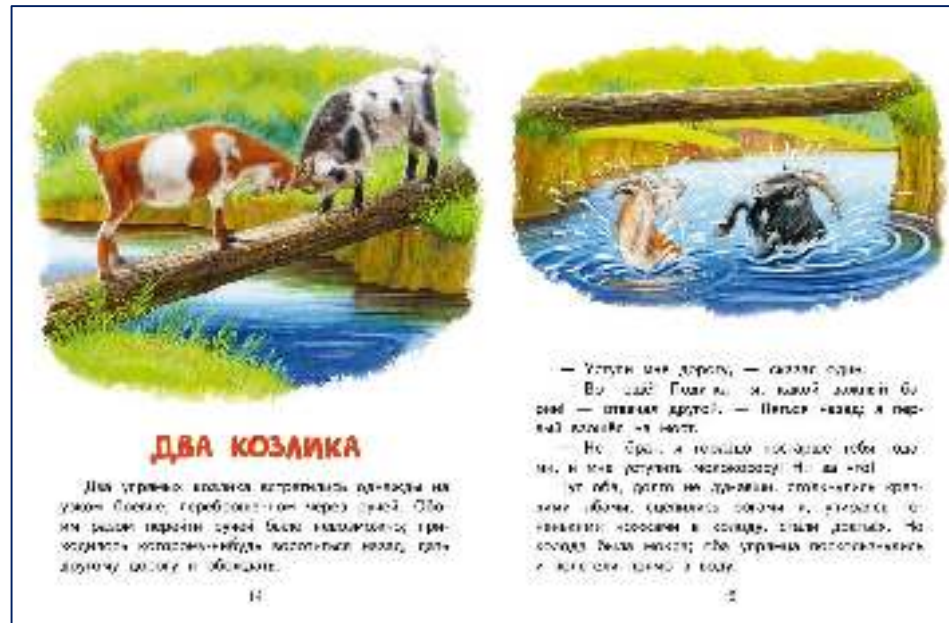 ДВА КОЗЛИКА
Два упрямых козлика встретились однажды на
узком бревне, переброшенном через ручей. Обо-
им разом перейти ручей было невозможно; при-
ходилось которому-нибудь воротиться назад, дать
другому дорогу и обождать.
14
— Уступи мне дорогу, — сказал один.
— Вот ещё! Поди-ка ты, какой важный ба-
рин! — отвечал другой. — Пяться назад; я пер-
вый взошёл на мост.
— Нет, брат, я гораздо постарше тебя года-
ми, и мне уступить молокососу! Ни за что!
Тут оба, долго не думавши, столкнулись креп-
кими лбами, сцепились рогами и, упираясь то-
ненькими ножками в колоду, стали драться. Но
колода была мокра; оба упрямца поскользнулись
и полетели прямо в воду.
15